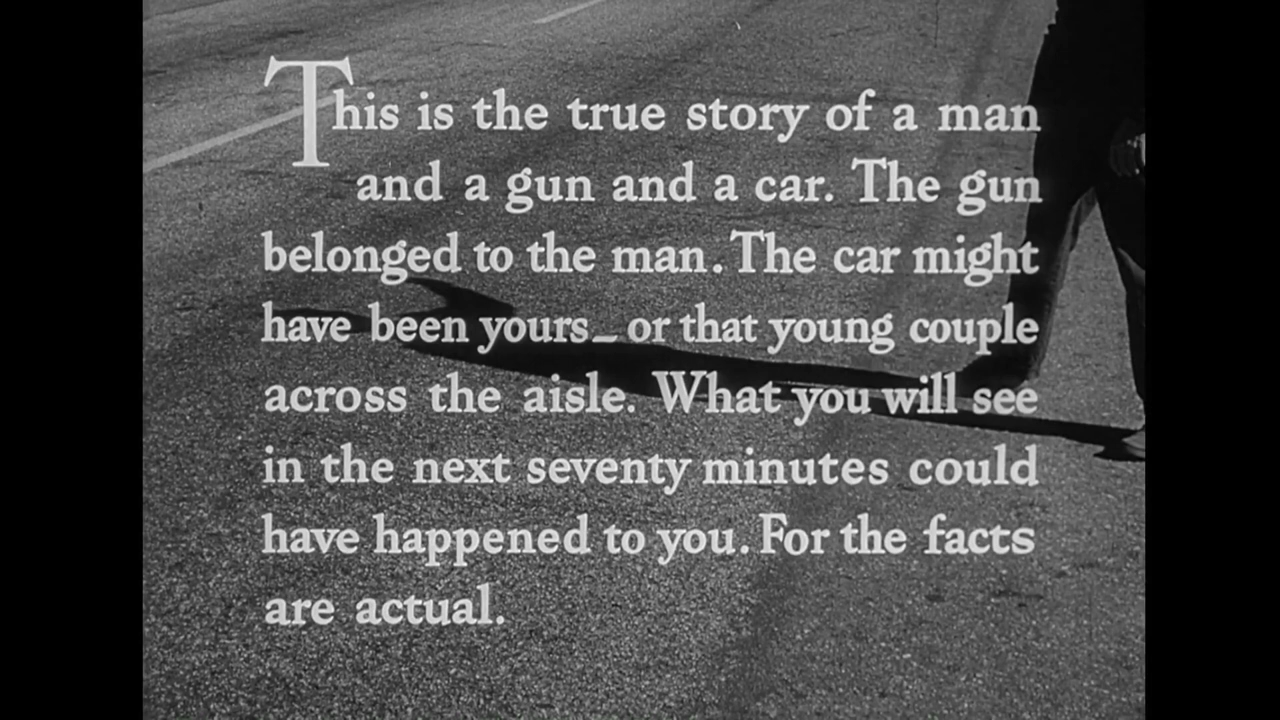 This is the true story of a man
and a gun and a car. The gun
belonged to the man. The car might
have been yours—or that young couple
across the aisle. What you will see
in the next seventy minutes could
have happened to you. For the facts
are actual.